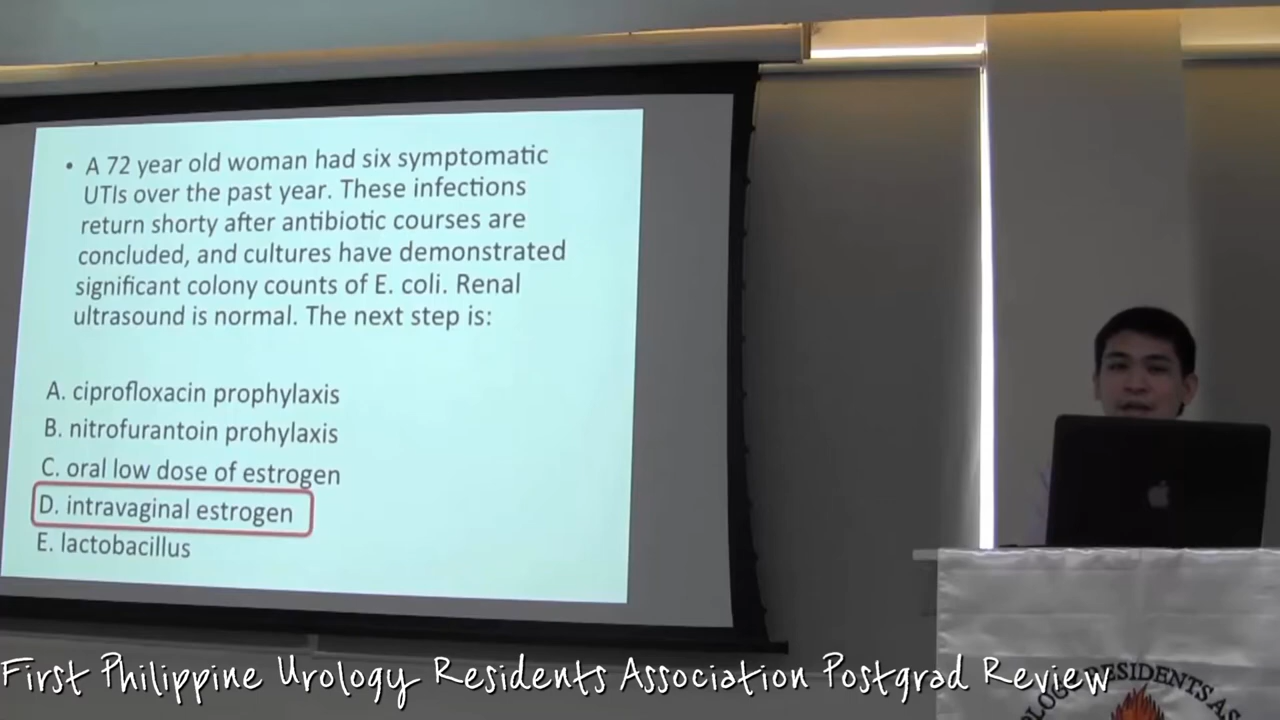 • A 72 year old woman had six symptomatic
UTIs over the past year. These infections
return shorty after antibiotic courses are
concluded, and cultures have demonstrated
significant colony counts of E. coli. Renal
ultrasound is normal. The next step is:
A. ciprofloxacin prophylaxis
B. nitrofurantoin prohylaxis
C. oral low dose of estrogen
D. intravaginal estrogen
E. lactobacillus
First Philippine Urology Residents Association Postgrad Review
RESIDENTS